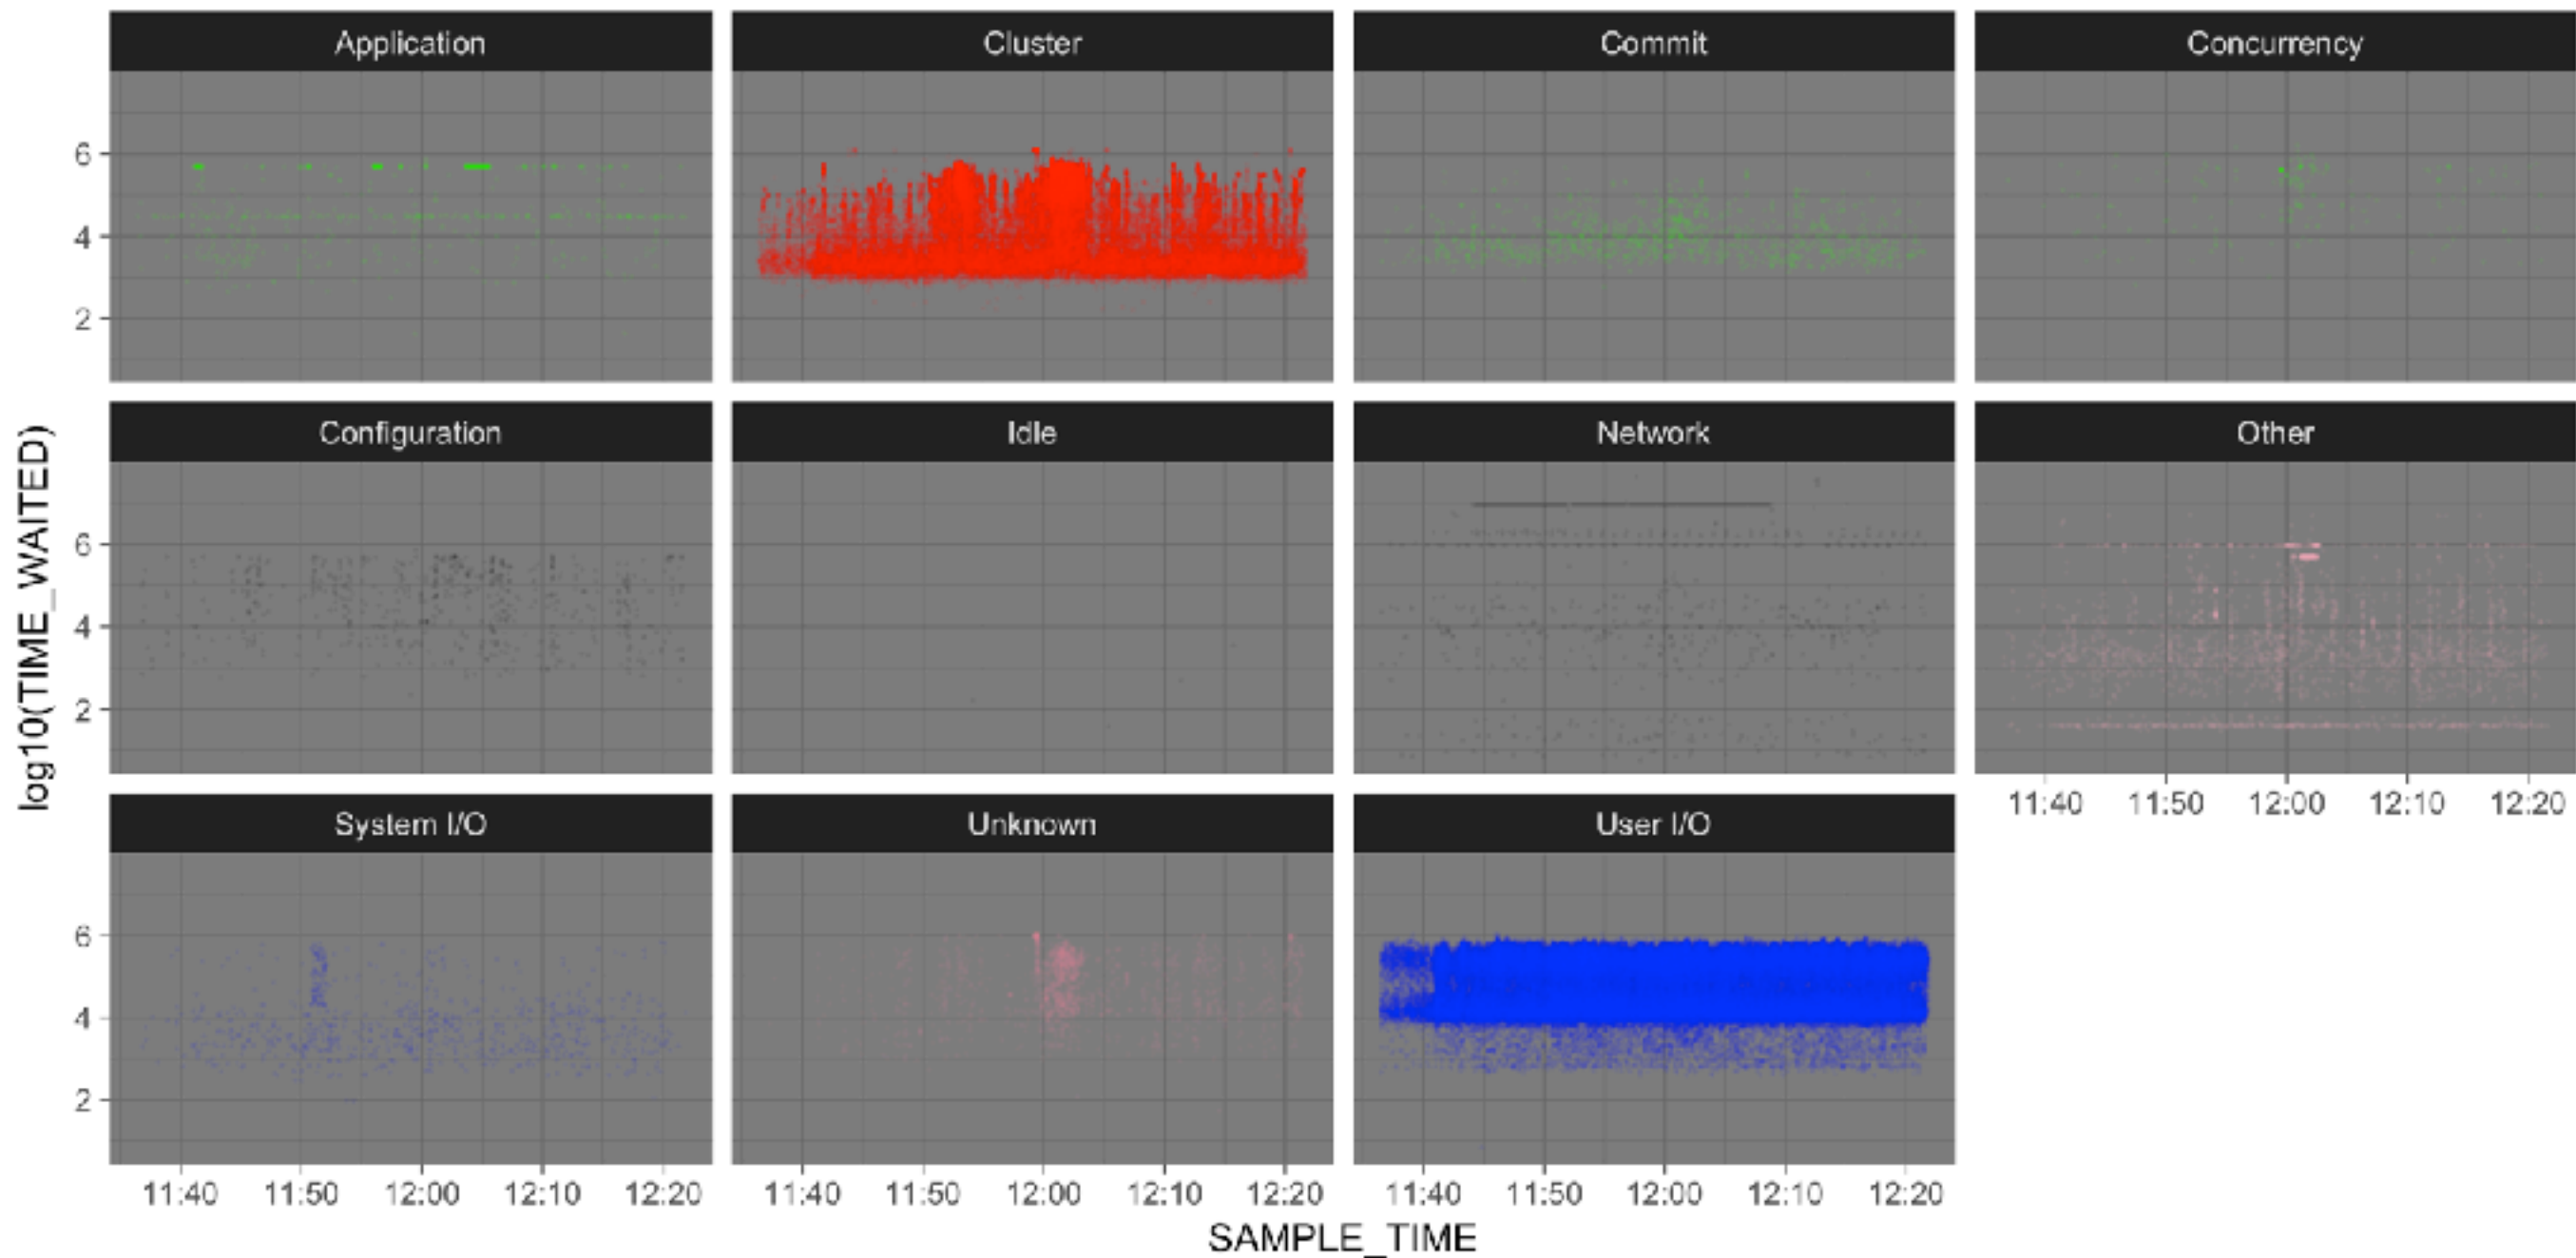 Application
Cluster
Commit
Concurrency
6
4
2
Configuration
Idle
Network
Other
log10(TIME_WAITED)
6
4
2
11:40 11:50 12:00 12:10 12:20
System I/O
Unknown
User I/O
6
4
2
11:40 11:50 12:00 12:10 12:20
11:40 11:50 12:00 12:10 12:20
11:40 11:50 12:00 12:10 12:20
SAMPLE_TIME